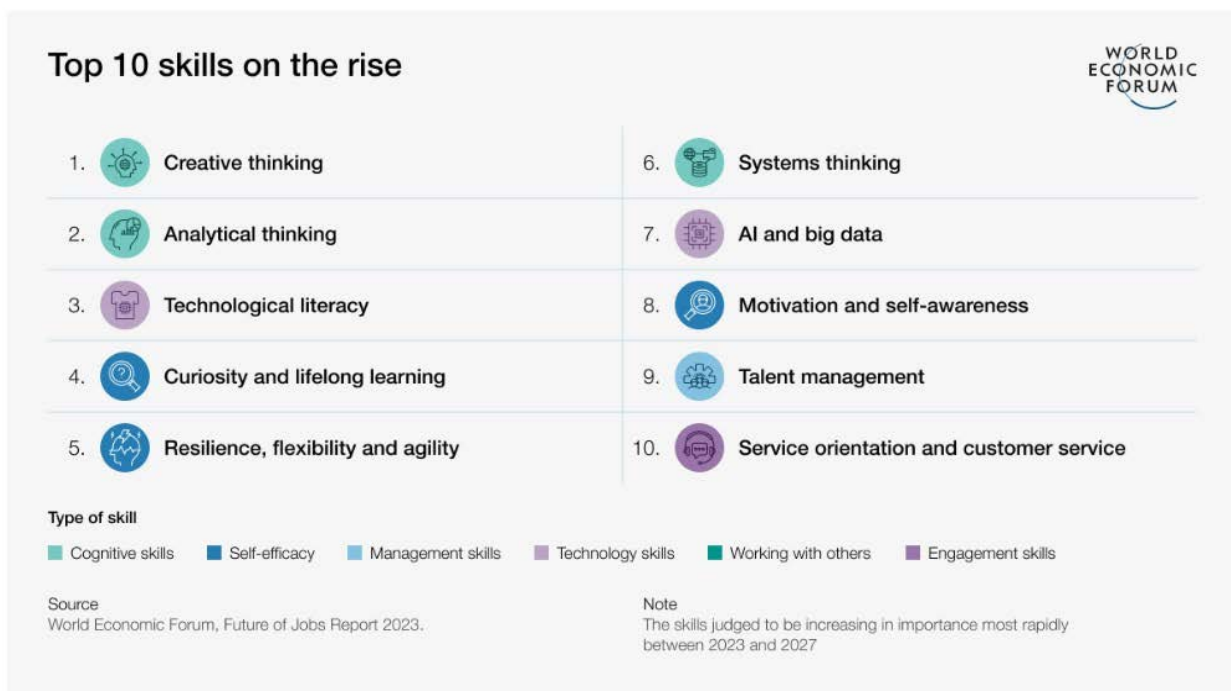 Top 10 skills on the rise
WORLD
ECONOMIC
FORUM
1. Creative thinking
2. Analytical thinking
3. Technological literacy
4. Curiosity and lifelong learning
5. Resilience, flexibility and agility
6. Systems thinking
7. AI and big data
8. Motivation and self-awareness
9. Talent management
10. Service orientation and customer service
Type of skill
Cognitive skills Self-efficacy Management skills Technology skills Working with others Engagement skills
Source
World Economic Forum, Future of Jobs Report 2023.
Note
The skills judged to be increasing in importance most rapidly
between 2023 and 2027